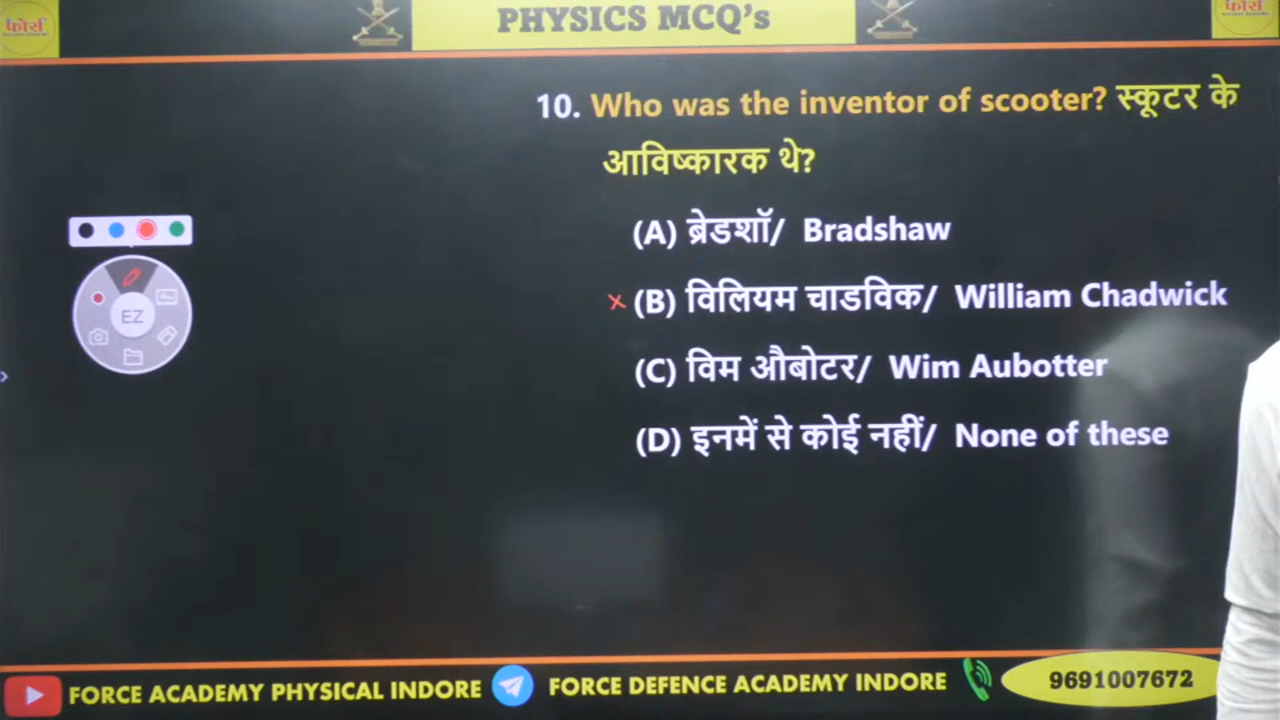 फोर्स
PHYSICS MCQ’s
फोर्स
10. Who was the inventor of scooter? स्कूटर के
आविष्कारक थे?
(A) ब्रेडशॉ/ Bradshaw
× (B) विलियम चाडविक/ William Chadwick
EZ
(C) विम औबोटर/ Wim Aubotter
(D) इनमें से कोई नहीं/ None of these
FORCE ACADEMY PHYSICAL INDORE
FORCE DEFENCE ACADEMY INDORE
9691007672